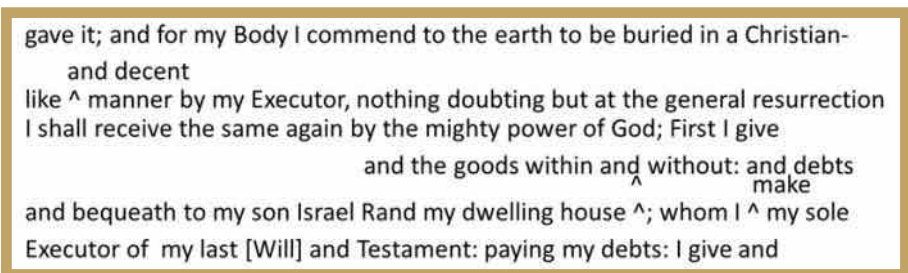 gave it; and for my Body I commend to the earth to be buried in a Christian-
and decent
like ^ manner by my Executor, nothing doubting but at the general resurrection
I shall receive the same again by the mighty power of God; First I give
and the goods within and without: and debts
^ make
and bequeath to my son Israel Rand my dwelling house ^; whom I ^ my sole
Executor of my last [Will] and Testament: paying my debts: I give and